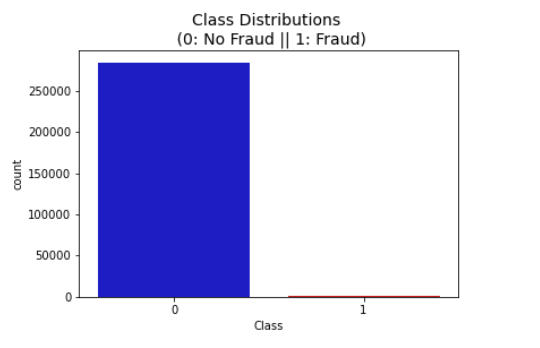 Class Distributions
(0: No Fraud || 1: Fraud)
250000
200000
150000
100000
50000
0
count
0 1
Class